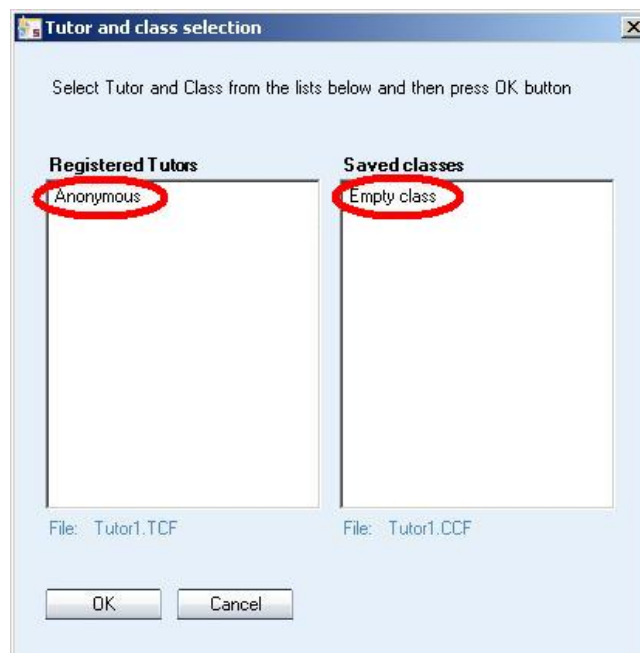 Tutor and class selection
Select Tutor and Class from the lists below and then press OK button
Registered Tutors
Anonymous
File: Tutor1.TCF
Saved classes
Empty class
File: Tutor1.CCF
OK
Cancel